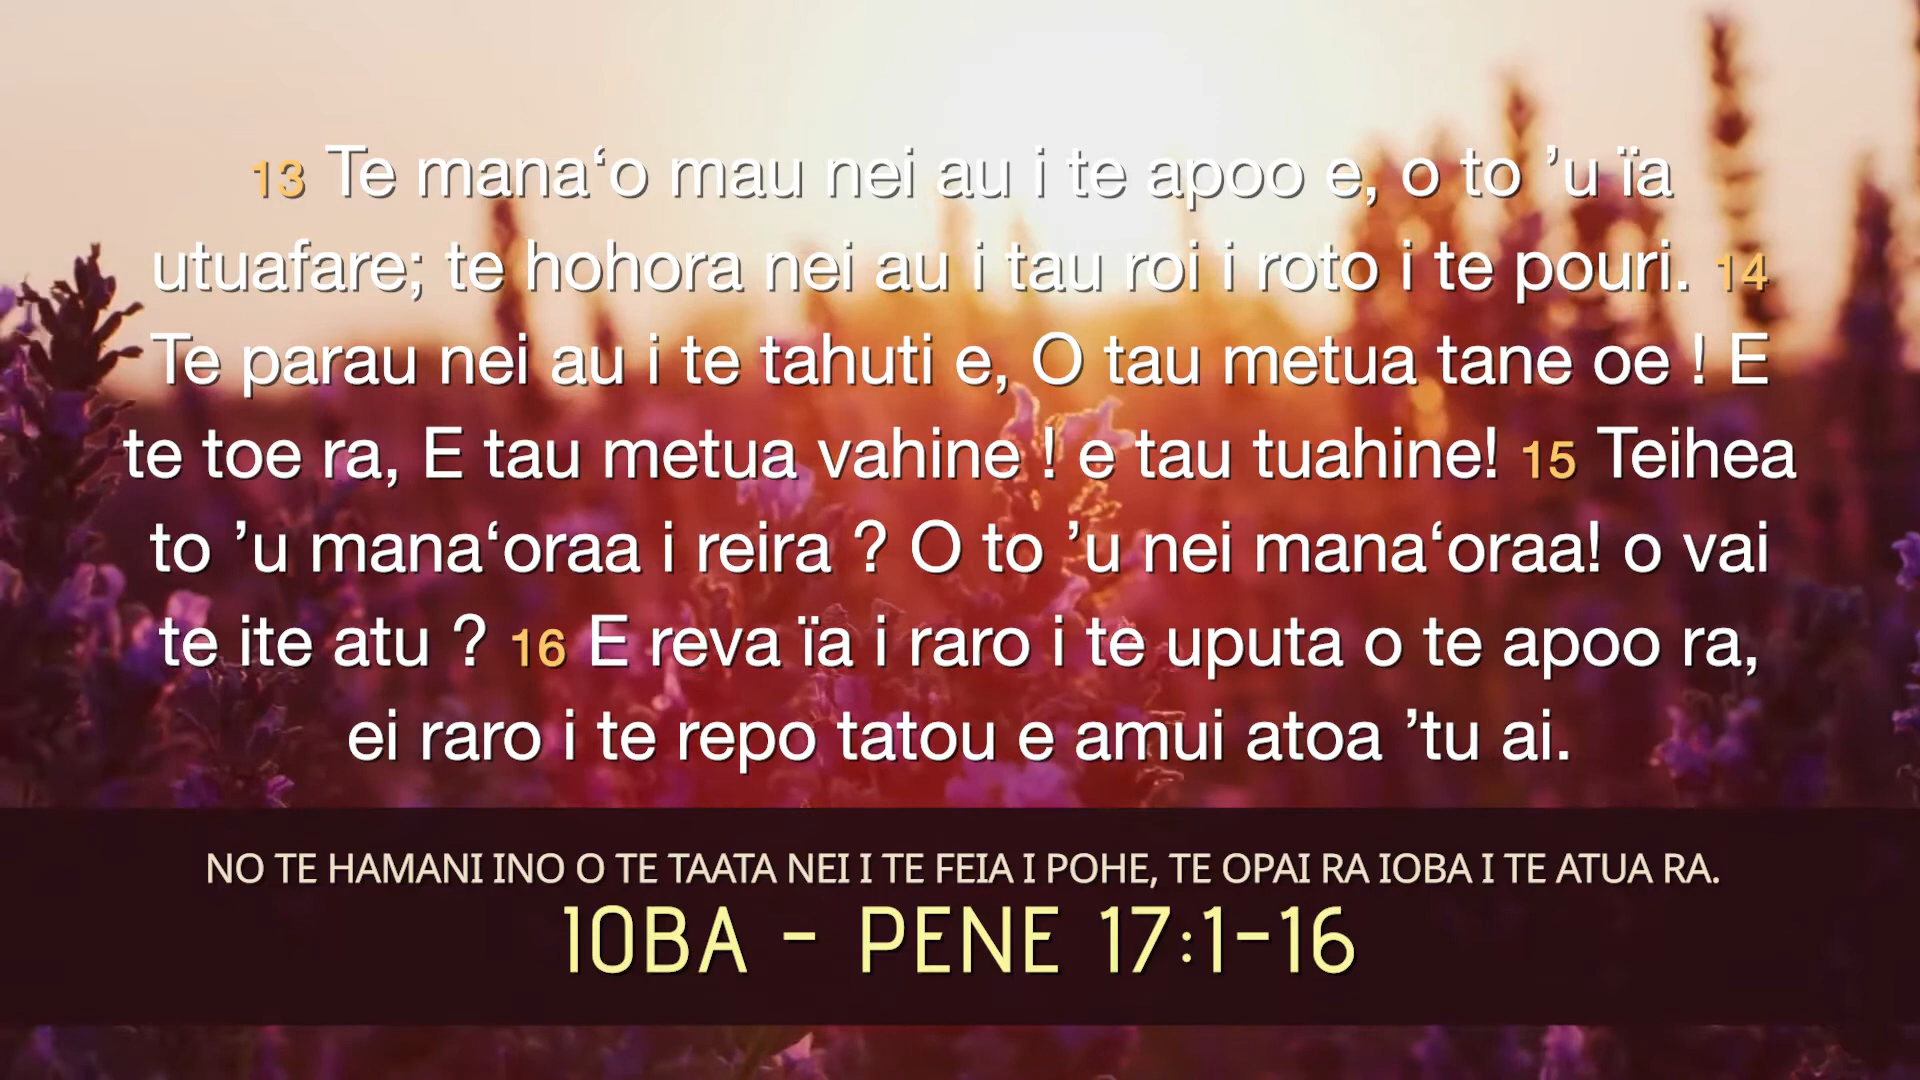 13 Te mana‘o mau nei au i te apoo e, o to ’u ïa
utuafare; te hohora nei au i tau roi i roto i te pouri. 14
Te parau nei au i te tahuti e, O tau metua tane oe ! E
te toe ra, E tau metua vahine ! e tau tuahine! 15 Teihea
to ’u mana‘oraa i reira ? O to ’u nei mana‘oraa! o vai
te ite atu ? 16 E reva ïa i raro i te uputa o te apoo ra,
ei raro i te repo tatou e amui atoa ’tu ai.
NO TE HAMANI INO O TE TAATA NEI I TE FEIA I POHE, TE OPAI RA IOBA I TE ATUA RA.
IOBA - PENE 17:1-16